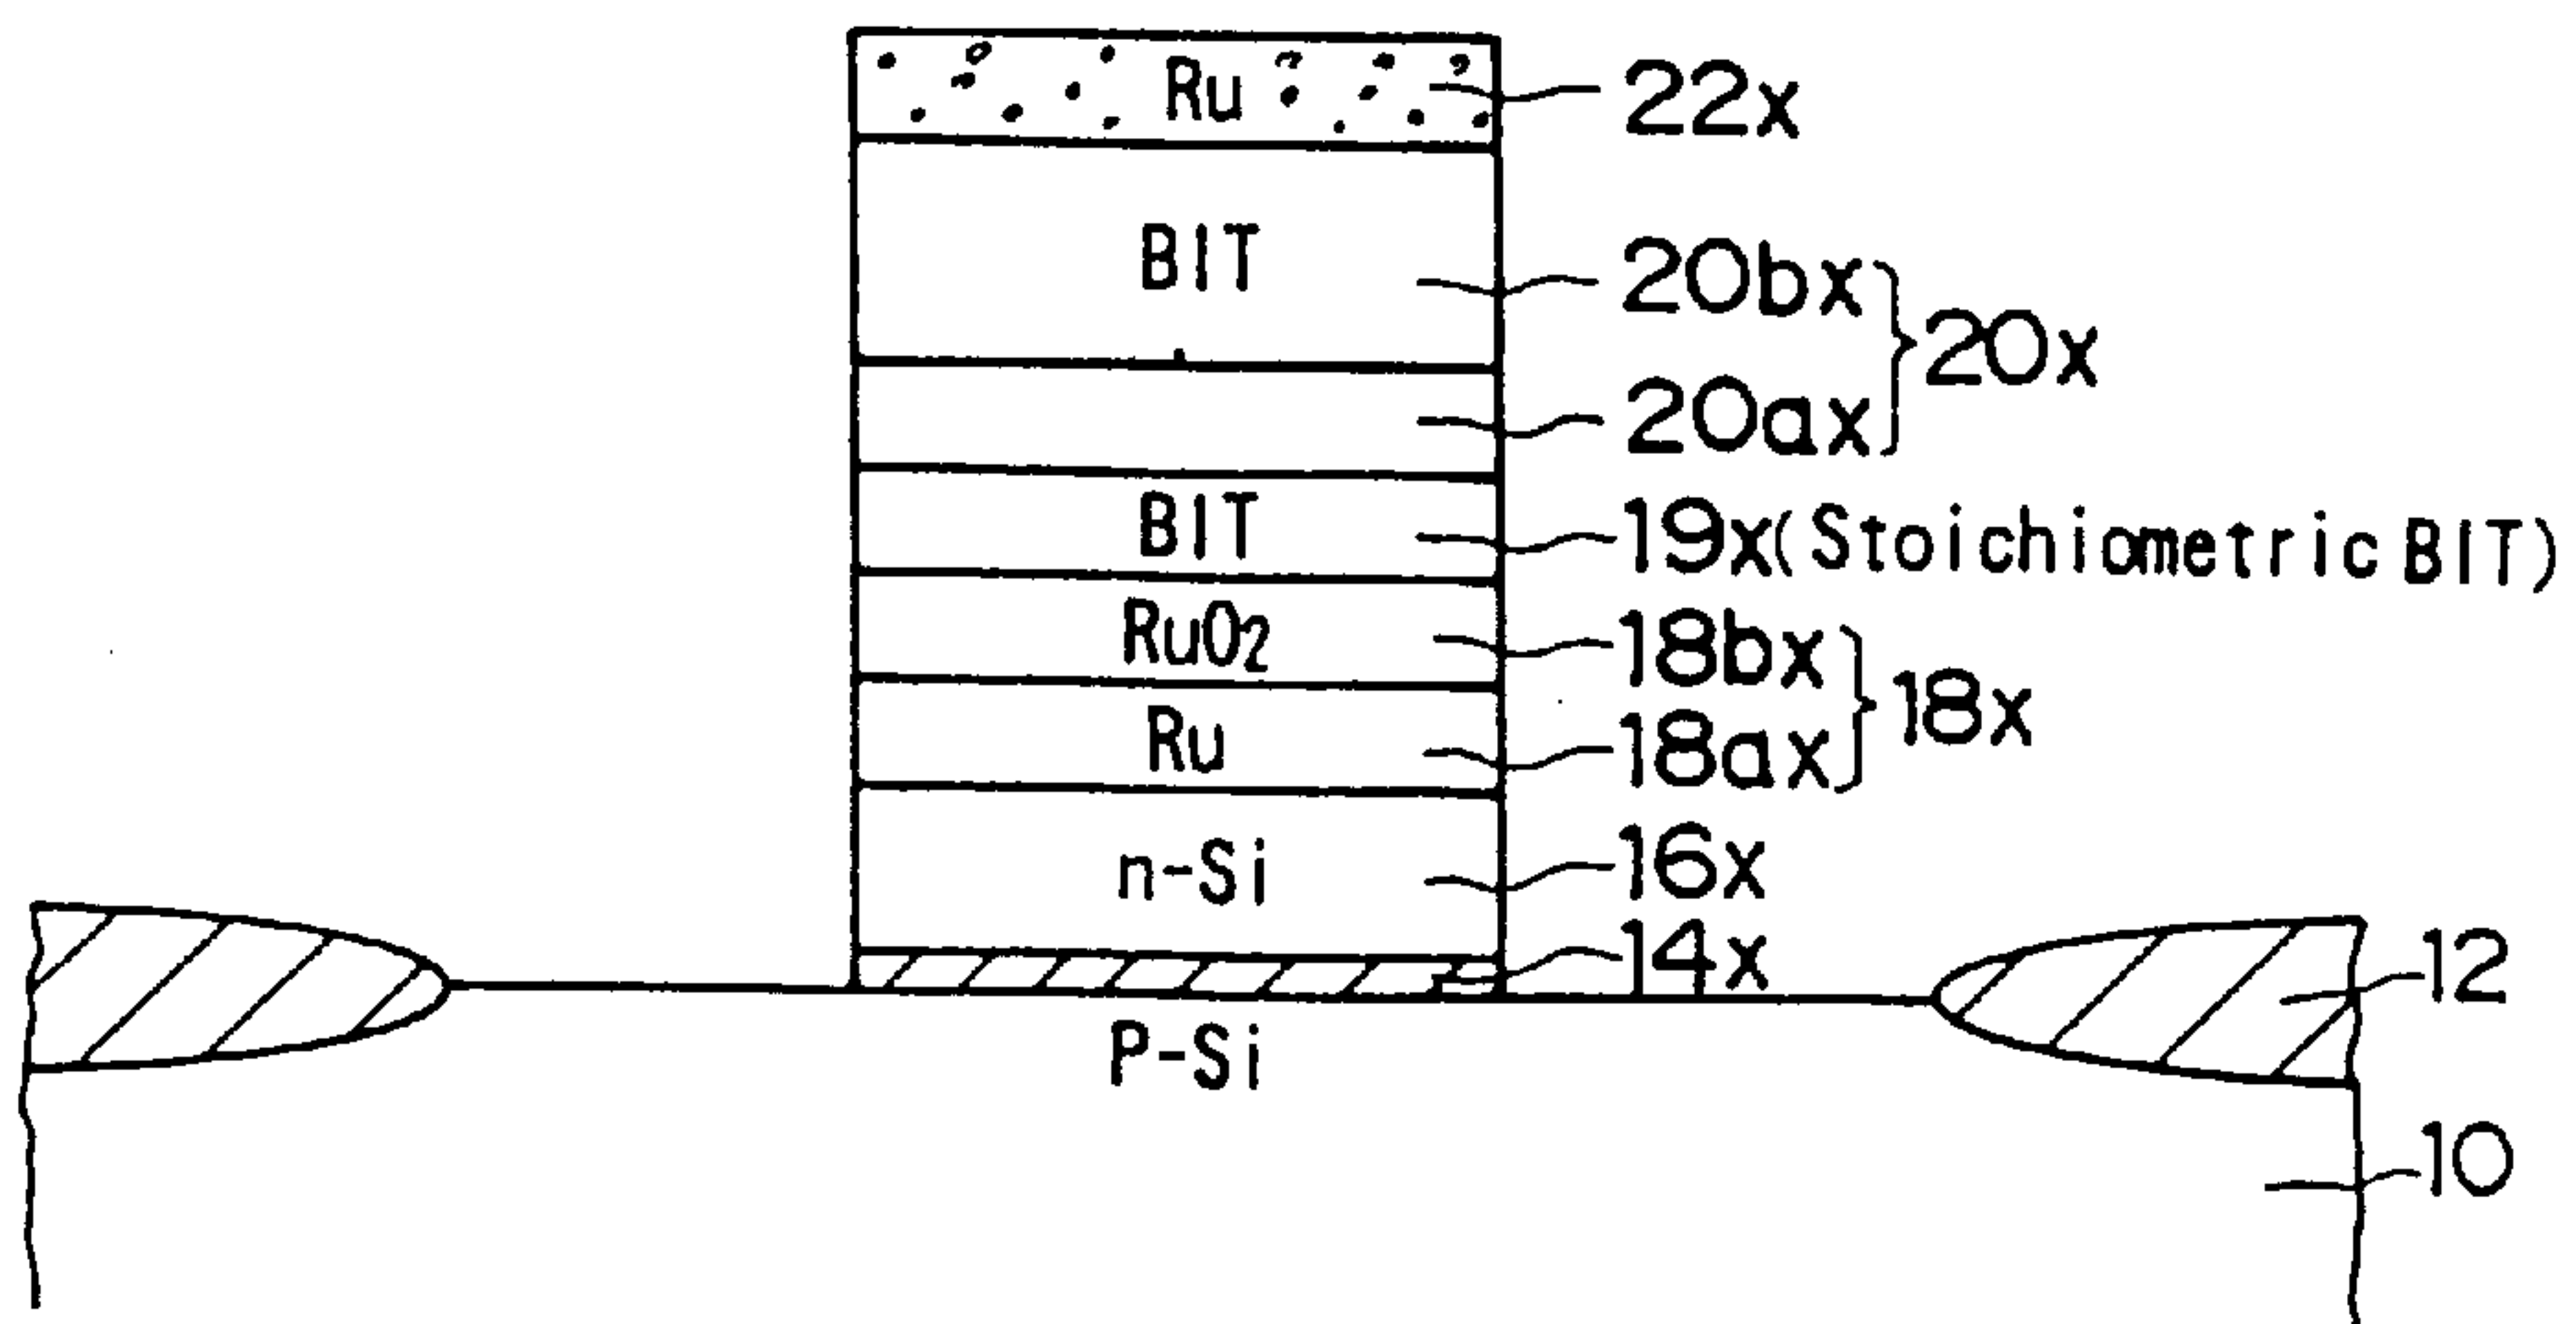 Ru 22x
BIT 20bx
20x
20ax
BIT 19x(Stoichiometric BIT)
RuO₂ 18bx
18x
Ru 18ax
n-Si 16x
14x
12
P-Si
10